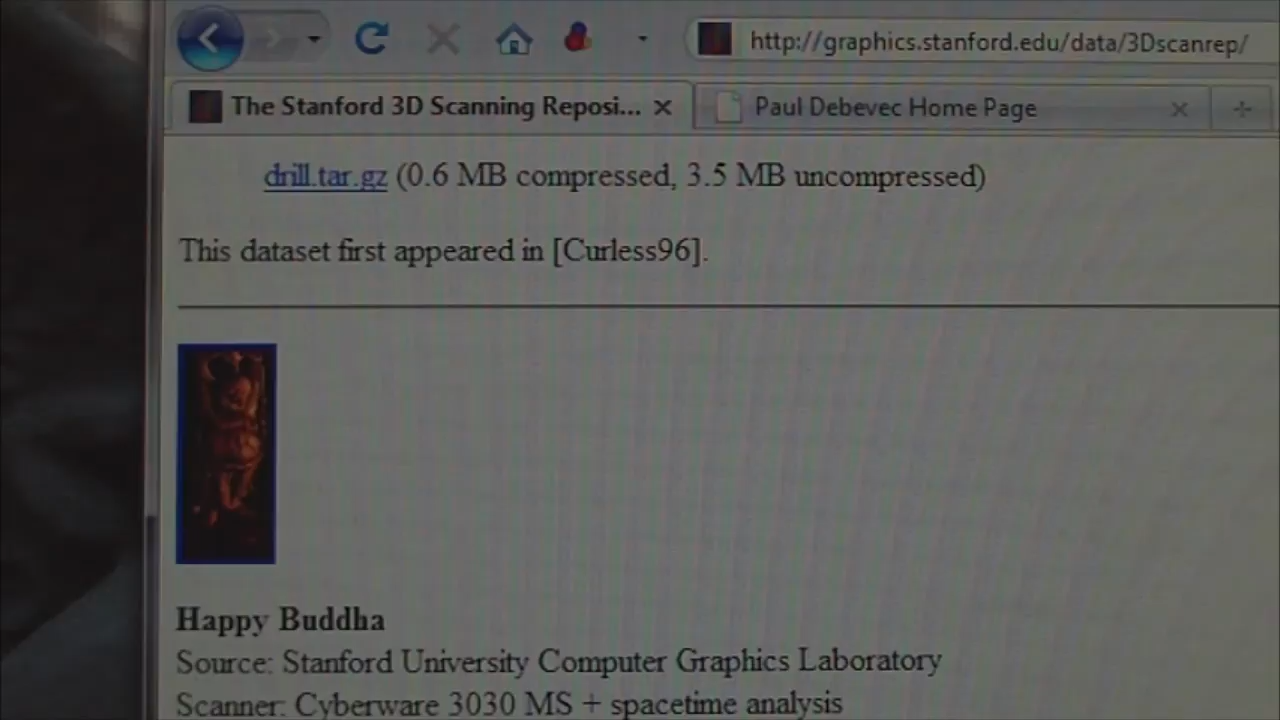 http://graphics.stanford.edu/data/3Dscanrep/
The Stanford 3D Scanning Reposi... Paul Debevec Home Page
drill.tar.gz (0.6 MB compressed, 3.5 MB uncompressed)
This dataset first appeared in [Curless96].
Happy Buddha
Source: Stanford University Computer Graphics Laboratory
Scanner: Cyberware 3030 MS + spacetime analysis